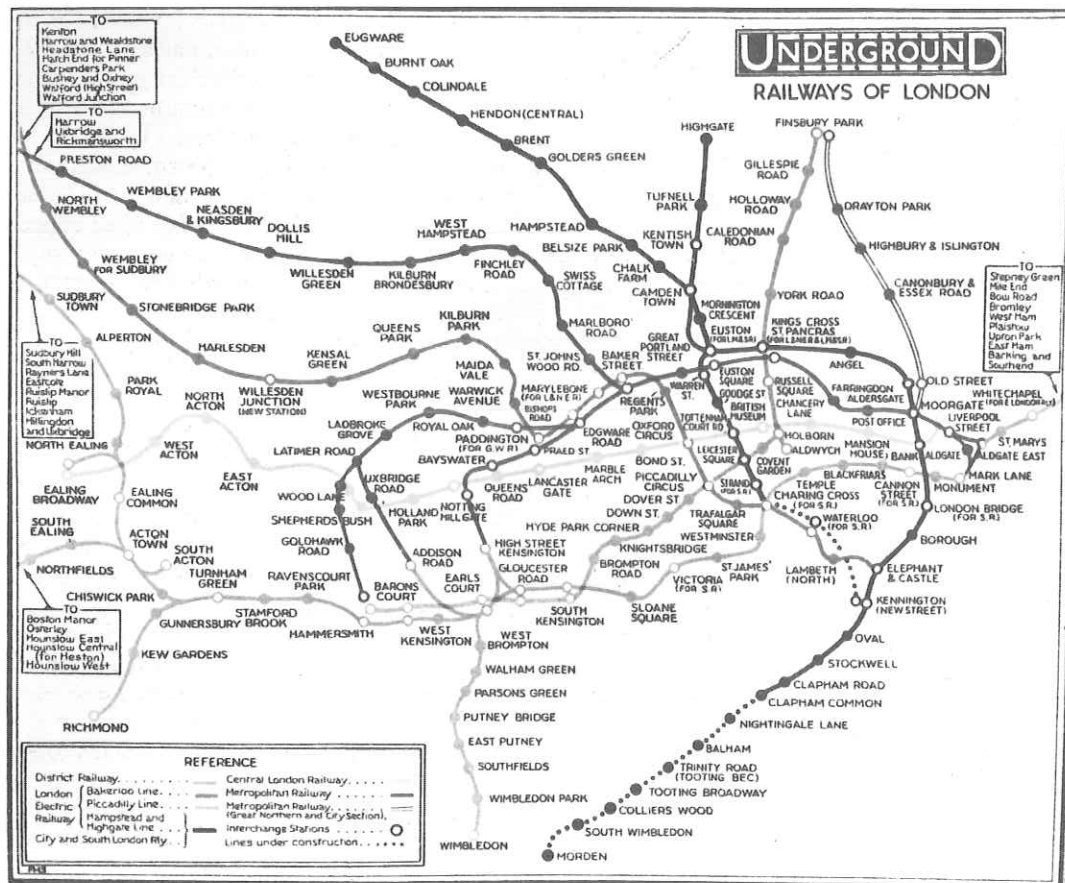 UNDERGROUND
RAILWAYS OF LONDON
TO
Kenton
Harrow and Wealdstone
Headstone Lane
Hatch End for Pinner
Carpenders Park
Bushey and Oxhey
Watford (High Street)
Watford Junction
TO
Harrow
Uxbridge and
Rickmansworth
EDGWARE
BURNT OAK
COLINDALE
HENDON (CENTRAL)
BRENT
GOLDERS GREEN
HIGHGATE
FINSBURY PARK
GILLESPIE
ROAD
PRESTON ROAD
NORTH
WEMBLEY
WEMBLEY PARK
NEASDEN
& KINGSBURY
DOLLIS
HILL
WILLESDEN
GREEN
KILBURN
BRONDESBURY
WEST
HAMPSTEAD
FINCHLEY
ROAD
HAMPSTEAD
BELSIZE PARK
CHALK
FARM
CAMDEN
TOWN
TUFNELL
PARK
KENTISH
TOWN
HOLLOWAY
ROAD
CALEDONIAN
ROAD
DRAYTON PARK
HIGHBURY & ISLINGTON
CANONBURY &
ESSEX ROAD
TO
Stepney Green
Mile End
Bow Road
Bromley
West Ham
Plaistow
Upton Park
East Ham
Barking and
Southend
WEMBLEY
FOR SUDBURY
SUDBURY
TOWN
STONEBRIDGE PARK
ALPERTON
HARLESDEN
SWISS
COTTAGE
MARLBORO'
ROAD
ST. JOHNS
WOOD RD.
MORNINGTON
CRESCENT
YORK ROAD
EUSTON
KINGS CROSS
ST. PANCRAS
GREAT
PORTLAND
STREET
BAKER
STREET
QUEENS
PARK
KILBURN
PARK
KENSAL
GREEN
MAIDA
VALE
WARWICK
AVENUE
MARYLEBONE
(FOR L & N E R)
BISHOPS
ROAD
REGENTS
PARK
WARREN
ST.
EUSTON
SQUARE
GOODGE ST
RUSSELL
SQUARE
ANGEL
OLD STREET
MOORGATE
WHITECHAPEL
LIVERPOOL
STREET
TO
Sudbury Hill
South Harrow
Rayners Lane
Eastcote
Ruislip Manor
Ruislip
Ickenham
Hillingdon
and Uxbridge
PARK
ROYAL
NORTH
ACTON
WILLESDEN
JUNCTION
(NEW STATION)
WESTBOURNE
PARK
ROYAL OAK
LADBROKE
GROVE
LATIMER ROAD
PADDINGTON
(FOR G.W R)
PRAED ST
EDGWARE
ROAD
OXFORD
CIRCUS
TOTTENHAM
COURT RD
BRITISH
MUSEUM
CHANCERY
LANE
FARRINGDON
ALDERSGATE
POST OFFICE
HOLBORN
ALDWYCH
MANSION
HOUSE
BANK
ALDGATE
ST. MARYS
ALDGATE EAST
MARK LANE
MONUMENT
NORTH EALING
WEST
ACTON
EAST
ACTON
EALING
BROADWAY
EALING
COMMON
WOOD LANE
SHEPHERDS BUSH
UXBRIDGE
ROAD
HOLLAND
PARK
BAYSWATER
QUEENS
ROAD
NOTTING
HILLGATE
LANCASTER
GATE
MARBLE
ARCH
BOND ST.
PICCADILLY
CIRCUS
DOVER ST.
DOWN ST.
LEICESTER
SQUARE
COVENT
GARDEN
STRAND
(FOR S.R)
TEMPLE
BLACKFRIARS
CANNON
STREET
(FOR S.R)
CHARING CROSS
(FOR S.R)
LONDON BRIDGE
(FOR S.R)
SOUTH
EALING
NORTHFIELDS
ACTON
TOWN
SOUTH
ACTON
GOLDHAWK
ROAD
ADDISON
ROAD
HIGH STREET
KENSINGTON
HYDE PARK CORNER
KNIGHTSBRIDGE
TRAFALGAR
SQUARE
WESTMINSTER
WATERLOO
(FOR S.R)
BOROUGH
TO
Boston Manor
Osterley
Hounslow East
Hounslow Central
(for Heston)
Hounslow West
CHISWICK PARK
TURNHAM
GREEN
RAVENSCOURT
PARK
GUNNERSBURY
STAMFORD
BROOK
HAMMERSMITH
BARONS
COURT
WEST
KENSINGTON
EARLS
COURT
GLOUCESTER
ROAD
BROMPTON
ROAD
SOUTH
KENSINGTON
SLOANE
SQUARE
VICTORIA
(FOR S.R)
ST. JAMES'
PARK
LAMBETH
(NORTH)
ELEPHANT
& CASTLE
KENNINGTON
(NEW STREET)
KEW GARDENS
RICHMOND
WEST
BROMPTON
WALHAM GREEN
PARSONS GREEN
PUTNEY BRIDGE
EAST PUTNEY
SOUTHFIELDS
WIMBLEDON PARK
WIMBLEDON
OVAL
STOCKWELL
CLAPHAM ROAD
CLAPHAM COMMON
NIGHTINGALE LANE
BALHAM
TRINITY ROAD
(TOOTING BEC)
TOOTING BROADWAY
COLLIERS WOOD
SOUTH WIMBLEDON
MORDEN
REFERENCE
District Railway
London
Electric
Railway
Bakerloo Line
Piccadilly Line
Hampstead and
Highgate Line
City and South London Rly
Central London Railway
Metropolitan Railway
Metropolitan Railway
(Great Northern and City Section)
Interchange Stations
Lines under construction